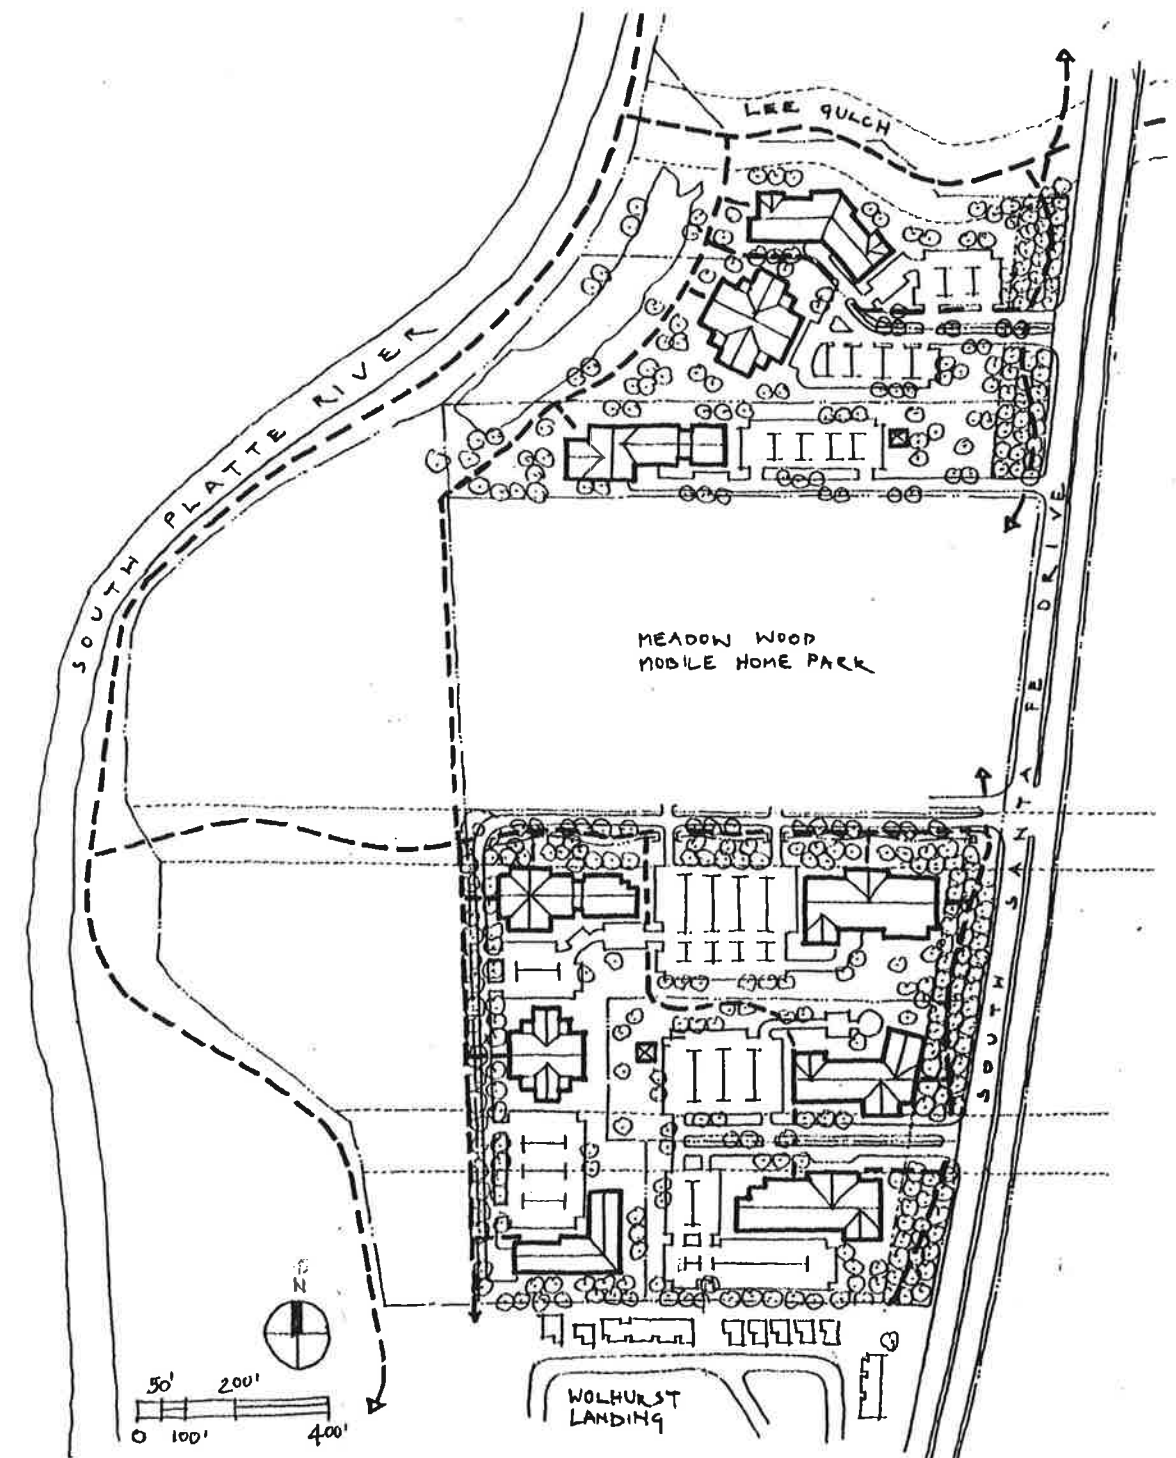 LEE GULCH
SOUTH PLATTE RIVER
MEADOW WOOD
MOBILE HOME PARK
SOUTH SANTA FE DRIVE
N
50' 200'
0 100' 400'
WOLHURST
LANDING